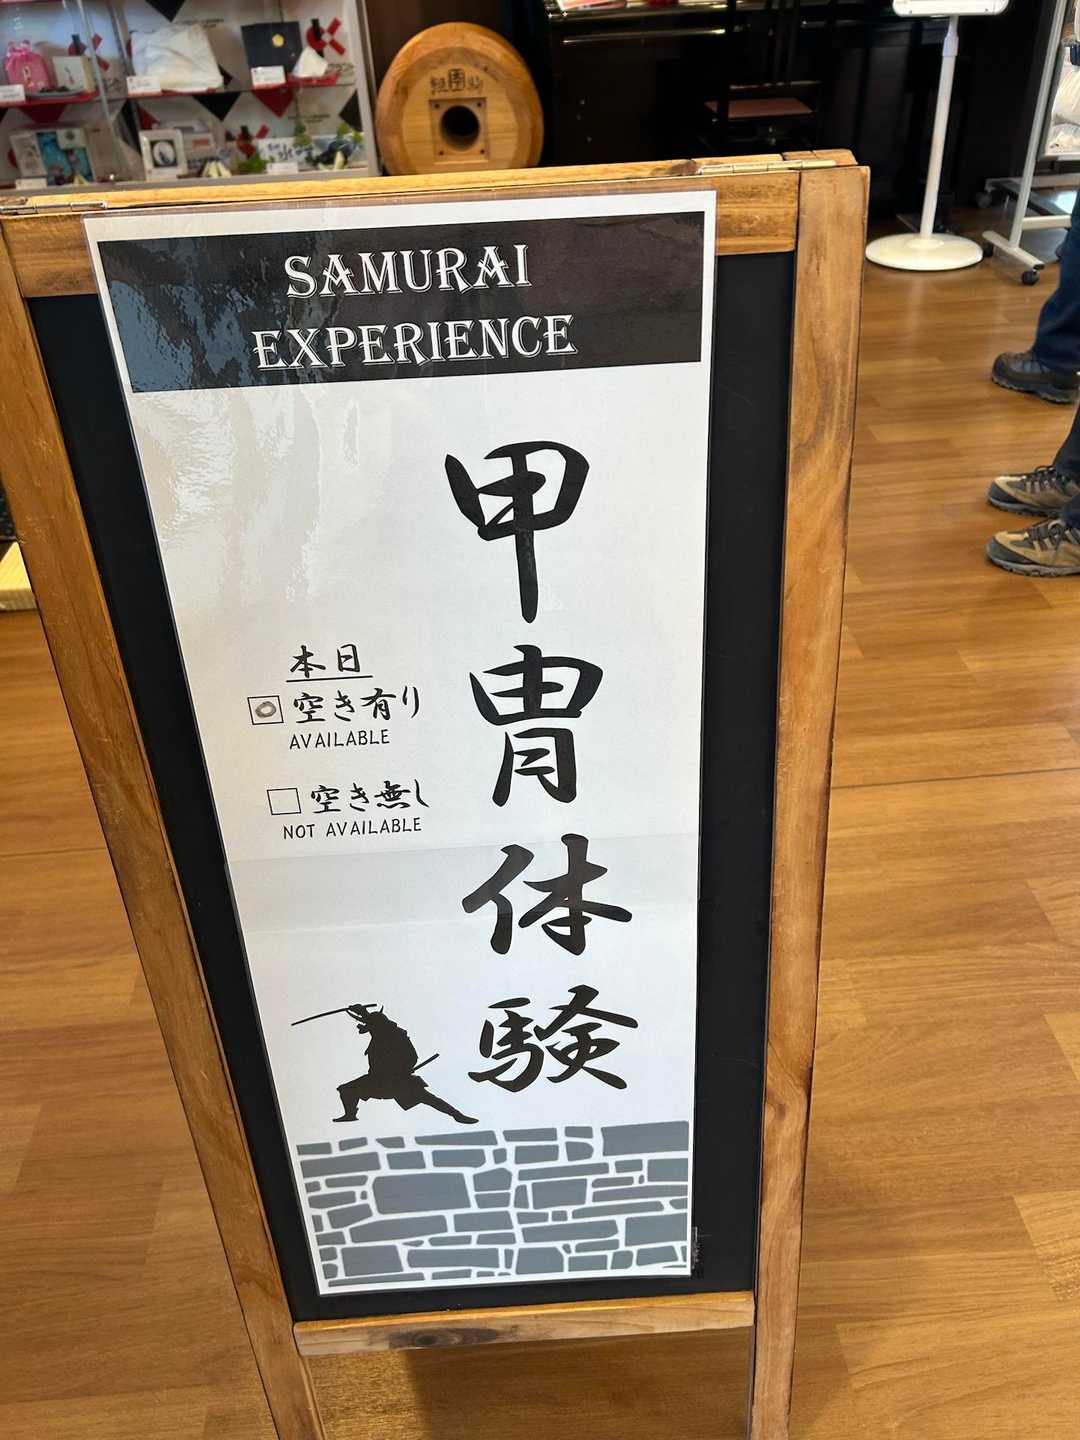 SAMURAI
EXPERIENCE
甲冑体験
本日
空き有り
AVAILABLE
空き無し
NOT AVAILABLE